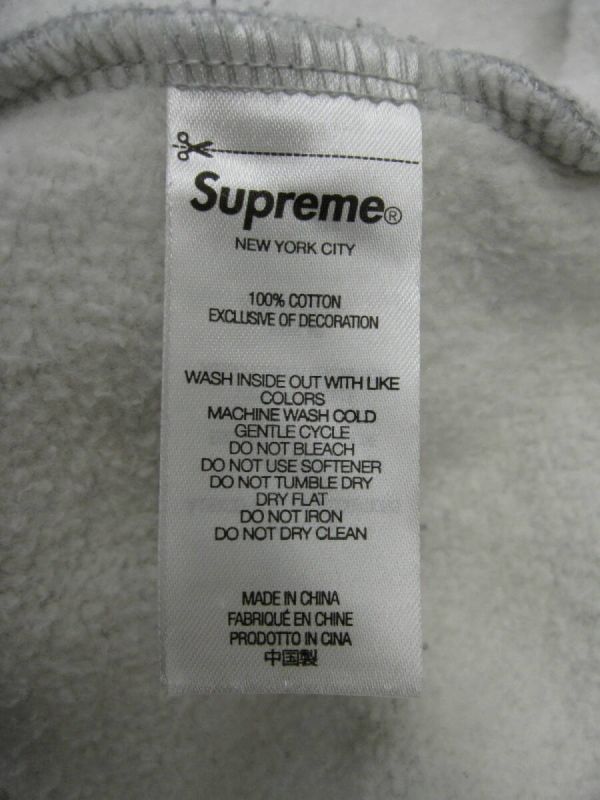 Supreme®
NEW YORK CITY
100% COTTON
EXCLUSIVE OF DECORATION
WASH INSIDE OUT WITH LIKE
COLORS
MACHINE WASH COLD
GENTLE CYCLE
DO NOT BLEACH
DO NOT USE SOFTENER
DO NOT TUMBLE DRY
DRY FLAT
DO NOT IRON
DO NOT DRY CLEAN
MADE IN CHINA
FABRIQUÉ EN CHINE
PRODOTTO IN CINA
中国製